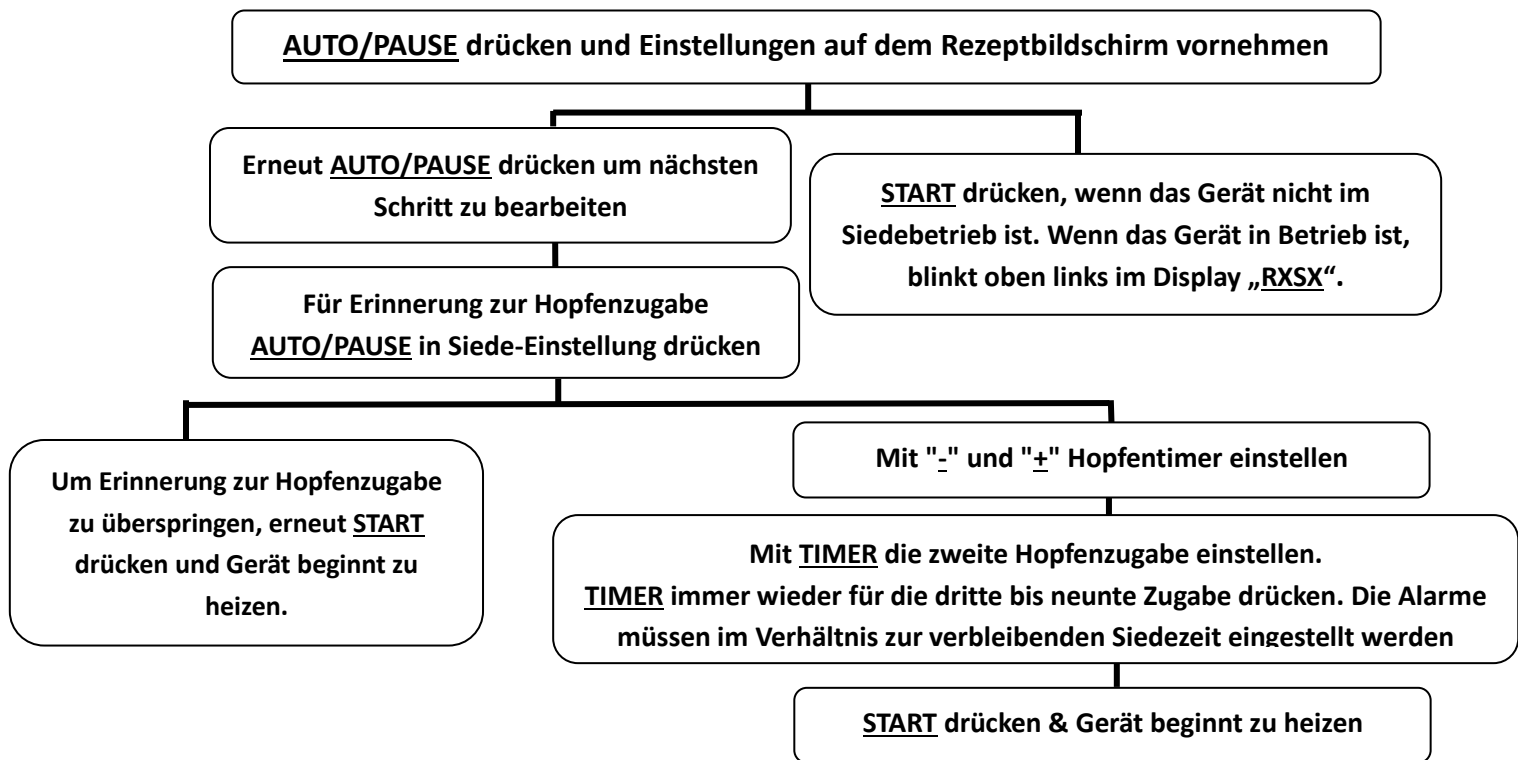 AUTO/PAUSE drücken und Einstellungen auf dem Rezeptbildschirm vornehmen
Erneut AUTO/PAUSE drücken um nächsten
Schritt zu bearbeiten
START drücken, wenn das Gerät nicht im
Siedebetrieb ist. Wenn das Gerät in Betrieb ist,
blinkt oben links im Display „RXSX“.
Für Erinnerung zur Hopfenzugabe
AUTO/PAUSE in Siede-Einstellung drücken
Um Erinnerung zur Hopfenzugabe
zu überspringen, erneut START
drücken und Gerät beginnt zu
heizen.
Mit "-" und "+" Hopfentimer einstellen
Mit TIMER die zweite Hopfenzugabe einstellen.
TIMER immer wieder für die dritte bis neunte Zugabe drücken. Die Alarme
müssen im Verhältnis zur verbleibenden Siedezeit eingestellt werden
START drücken & Gerät beginnt zu heizen